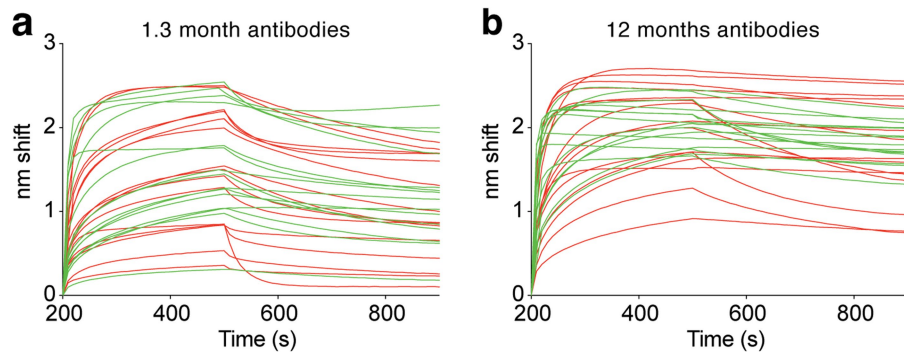 a
1.3 month antibodies
3
2
1
0
nm shift
200
400
600
800
Time (s)
b
12 months antibodies
3
2
1
0
nm shift
200
400
600
800
Time (s)